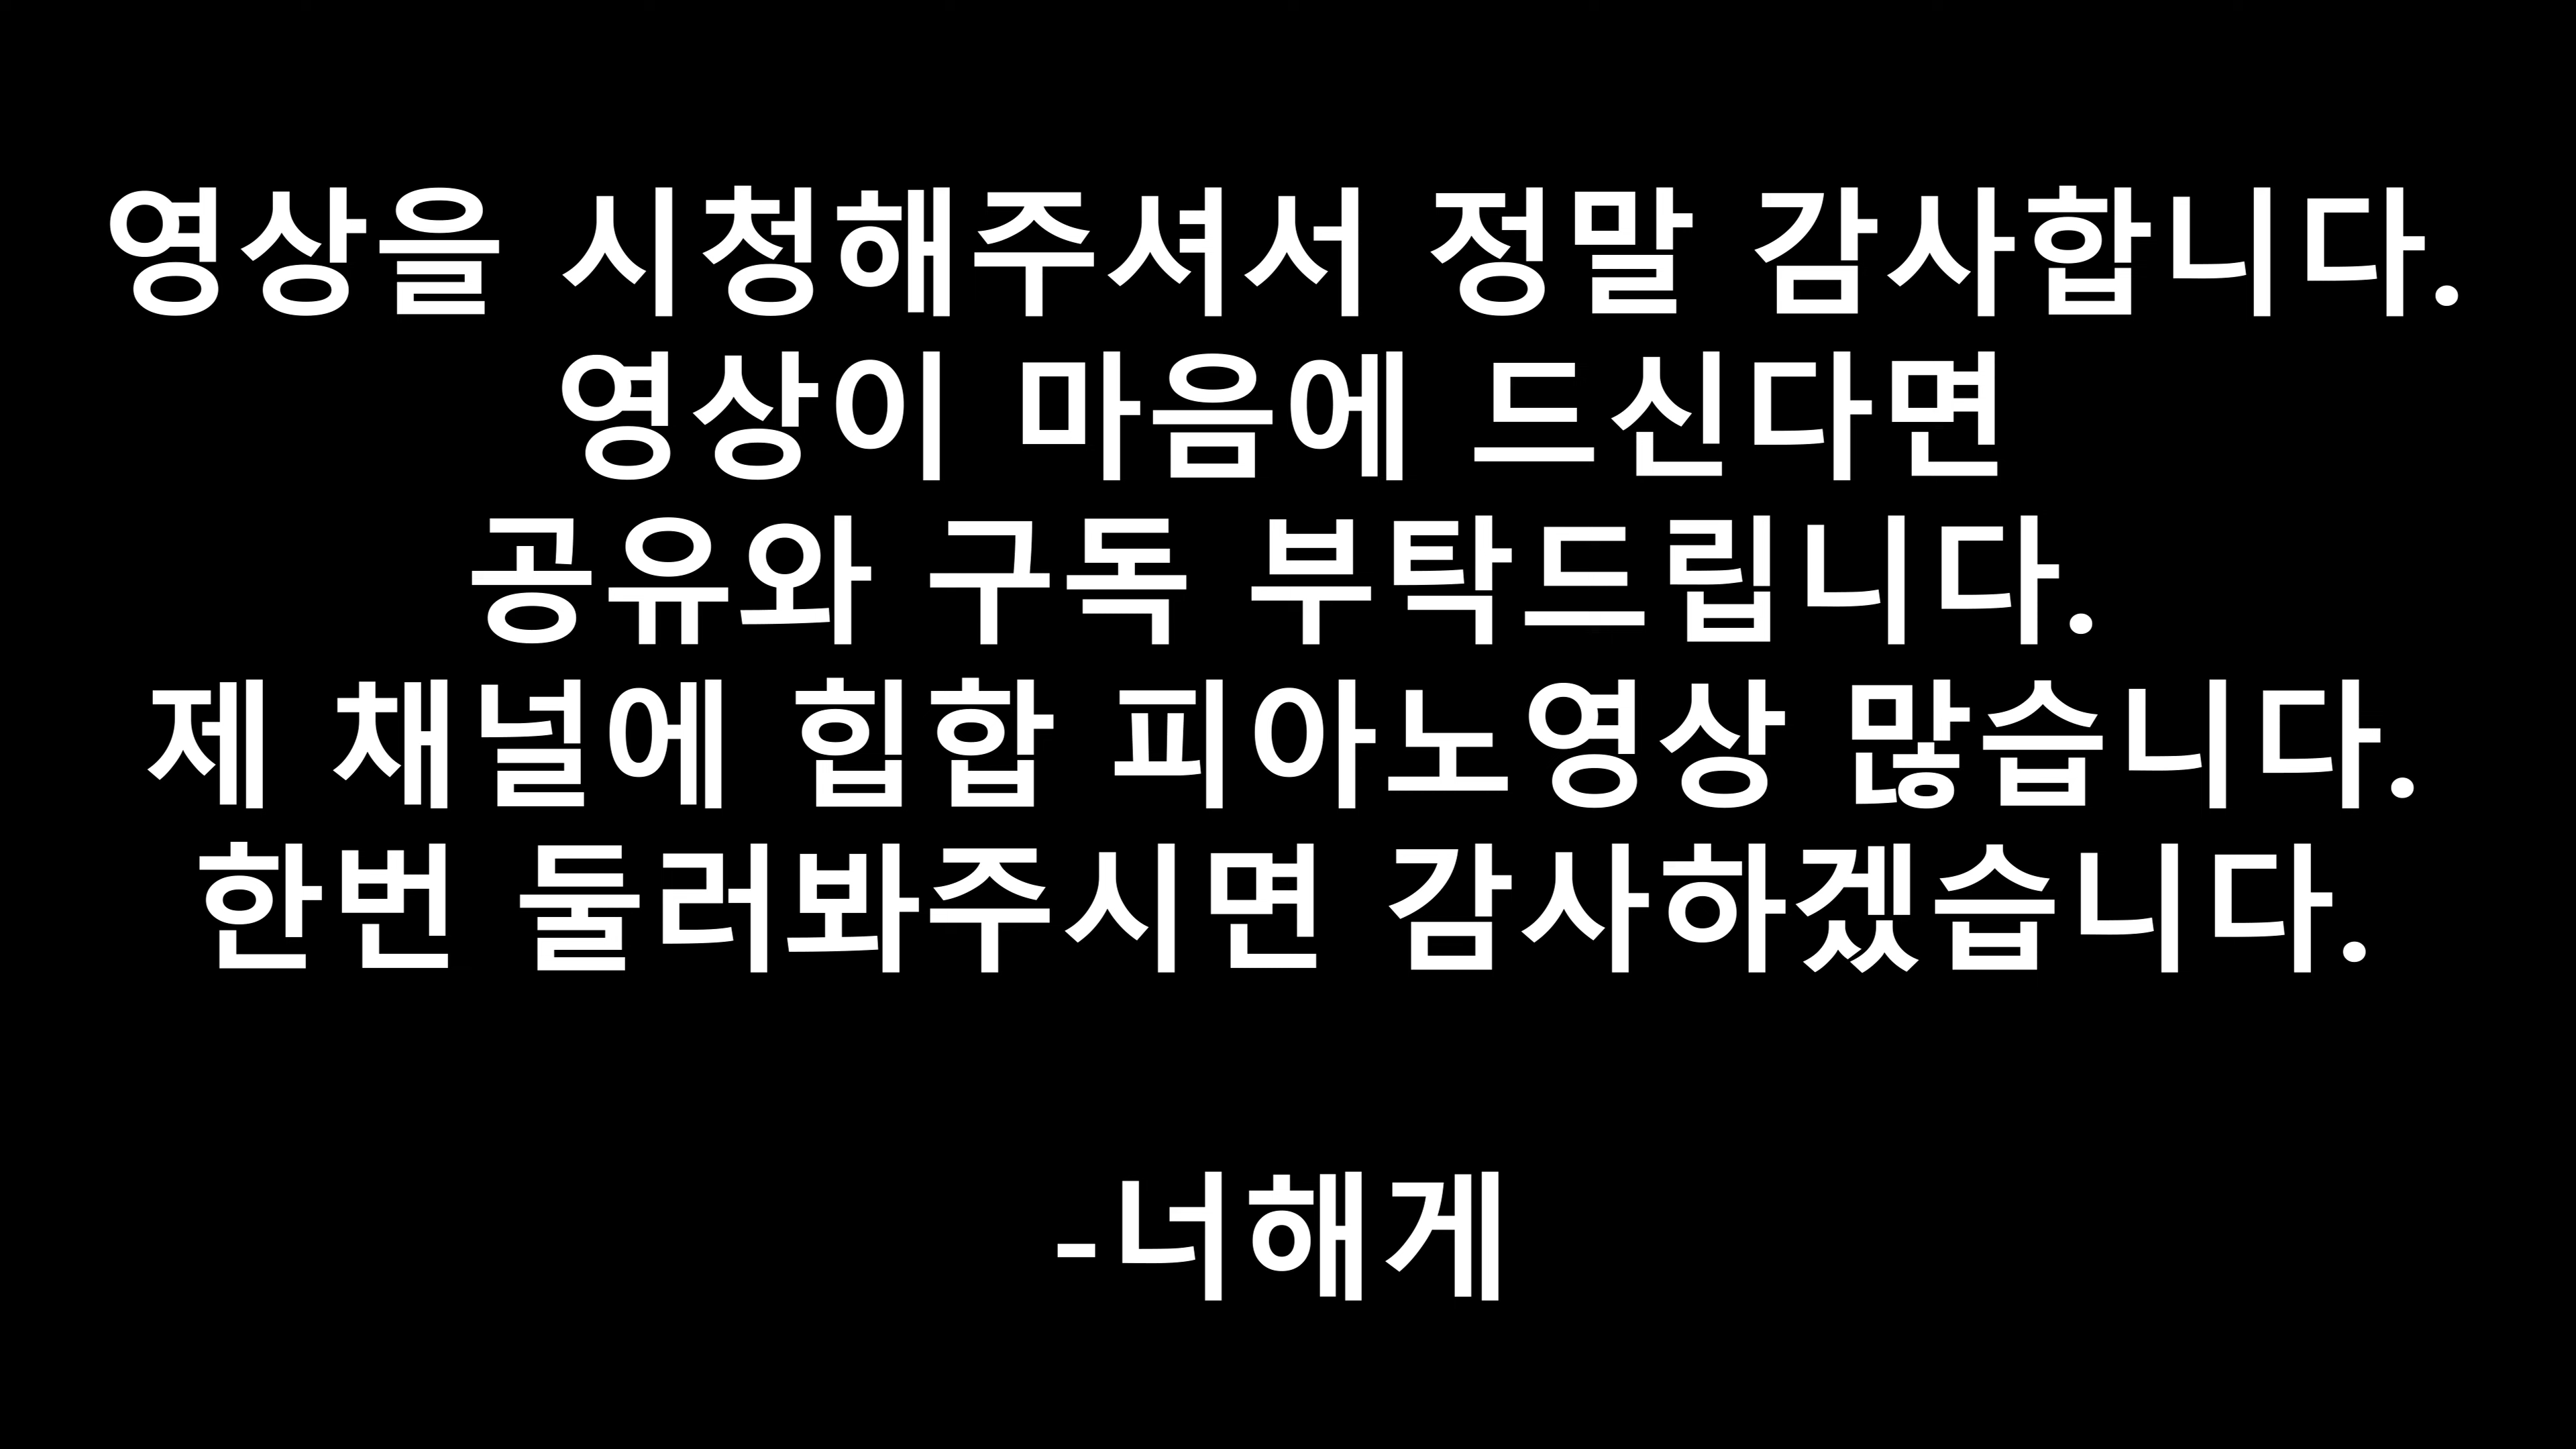 영상을 시청해주셔서 정말 감사합니다.
영상이 마음에 드신다면
공유와 구독 부탁드립니다.
제 채널에 힙합 피아노영상 많습니다.
한번 둘러봐주시면 감사하겠습니다.
-너해게